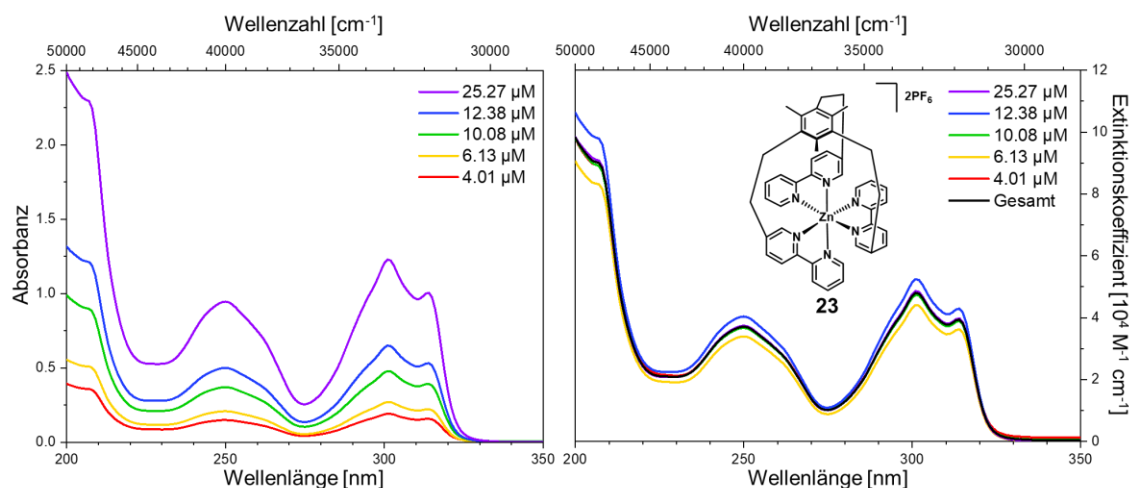 Wellenzahl [cm⁻¹]
50000 45000 40000 35000 30000
2.5
2.0
1.5
1.0
0.5
0.0
Absorbanz
25.27 µM
12.38 µM
10.08 µM
6.13 µM
4.01 µM
200 250 300 350
Wellenlänge [nm]
Wellenzahl [cm⁻¹]
50000 45000 40000 35000 30000
12
10
8
6
4
2
0
Extinktionskoeffizient [10⁴ M⁻¹ cm⁻¹]
2PF₆
25.27 µM
12.38 µM
10.08 µM
6.13 µM
4.01 µM
Gesamt
N
N
N
N
N
N
Zn
23
200 250 300 350
Wellenlänge [nm]